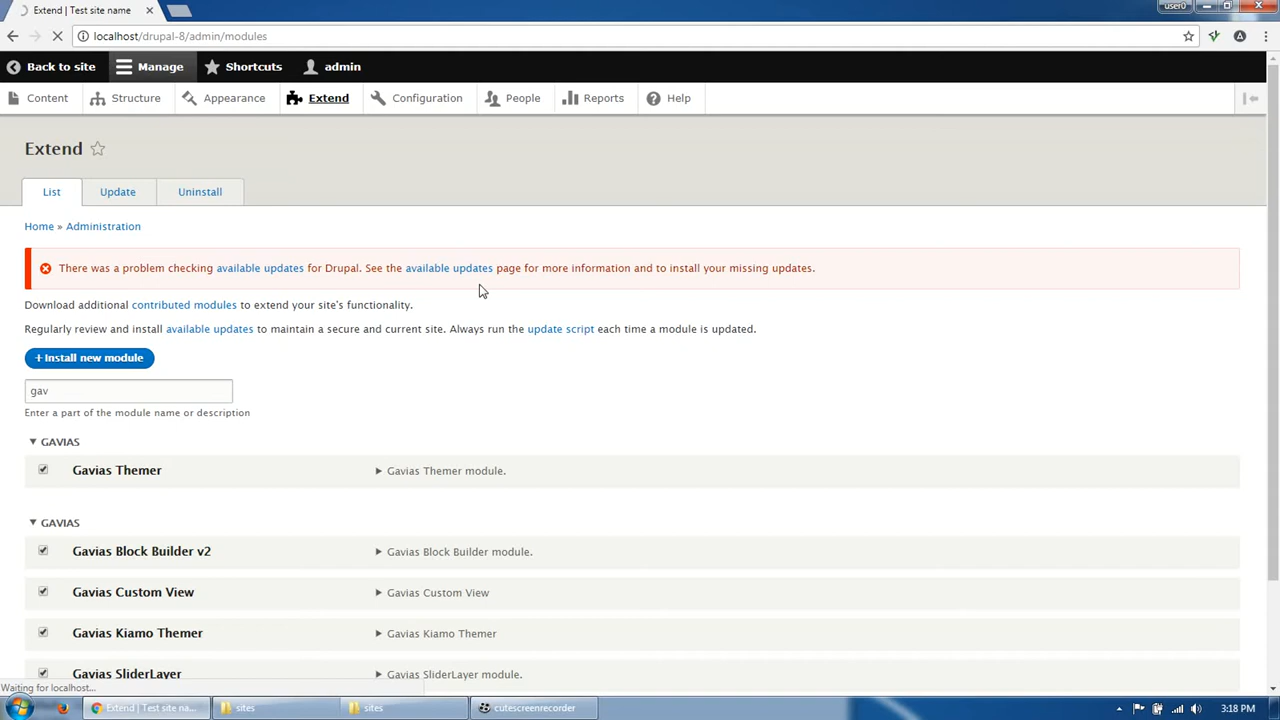 Extend | Test site name
user0
localhost/drupal-8/admin/modules
Back to site Manage Shortcuts admin
Content Structure Appearance Extend Configuration People Reports Help
Extend
List Update Uninstall
Home » Administration
There was a problem checking available updates for Drupal. See the available updates page for more information and to install your missing updates.
Download additional contributed modules to extend your site's functionality.
Regularly review and install available updates to maintain a secure and current site. Always run the update script each time a module is updated.
+ Install new module
gav
Enter a part of the module name or description
GAVIAS
Gavias Themer Gavias Themer module.
GAVIAS
Gavias Block Builder v2 Gavias Block Builder module.
Gavias Custom View Gavias Custom View
Gavias Kiamo Themer Gavias Kiamo Themer
Gavias SliderLayer Gavias SliderLayer module.
Waiting for localhost...
Extend | Test site na... sites sites cutescreenrecorder 3:18 PM